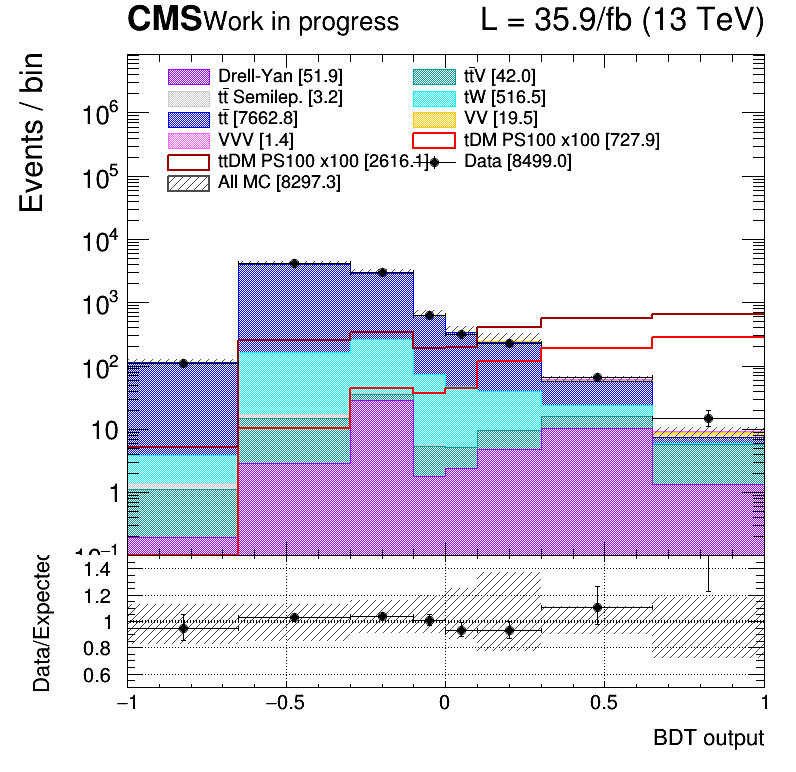 CMS Work in progress L = 35.9/fb (13 TeV)
Events / bin
Drell-Yan [51.9] tt̄V [42.0]
tt̄ Semilep. [3.2] tW [516.5]
tt̄ [7662.8] VV [19.5]
VVV [1.4] tDM PS100 x100 [727.9]
ttDM PS100 x100 [2616.1] Data [8499.0]
All MC [8297.3]
10⁶
10⁵
10⁴
10³
10²
10
1
10⁻¹
Data/Expected
1.4
1.2
1
0.8
0.6
−1 −0.5 0 0.5 1
BDT output